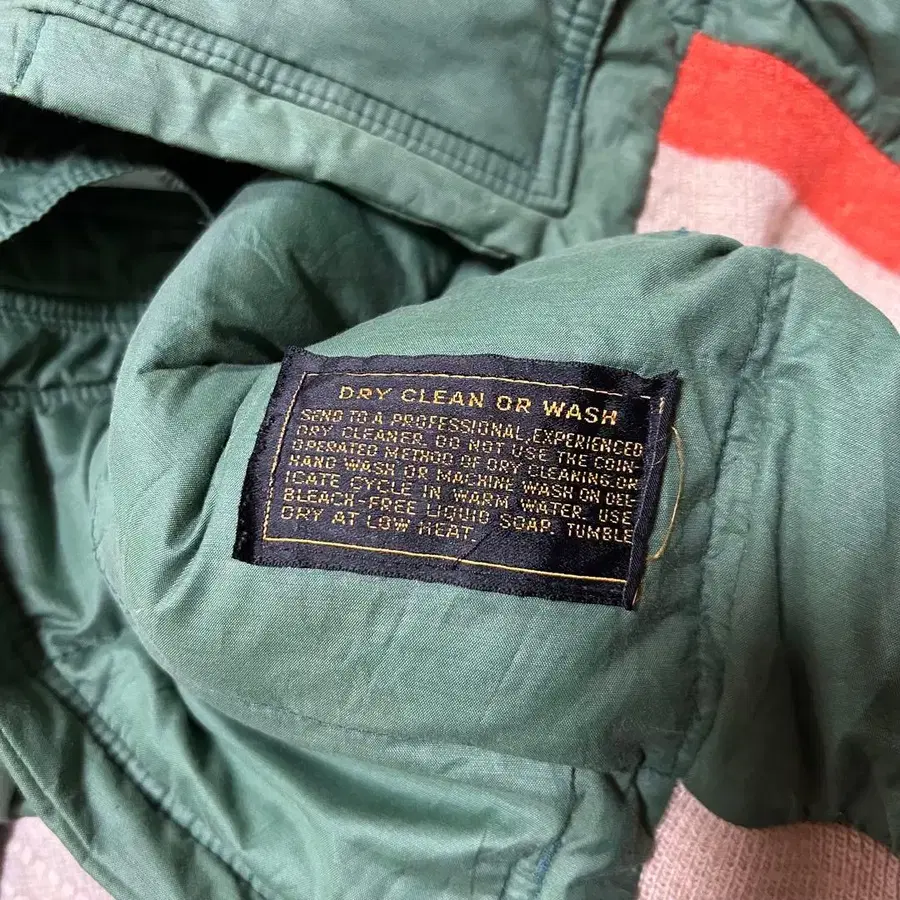 DRY CLEAN OR WASH
SEND TO A PROFESSIONAL, EXPERIENCED
DRY CLEANER. DO NOT USE THE COIN-
OPERATED METHOD OF DRY CLEANING OR
HAND WASH OR MACHINE WASH ON DEL
ICATE CYCLE IN WARM WATER. USE
BLEACH-FREE LIQUID SOAP. TUMBLE
DRY AT LOW HEAT.